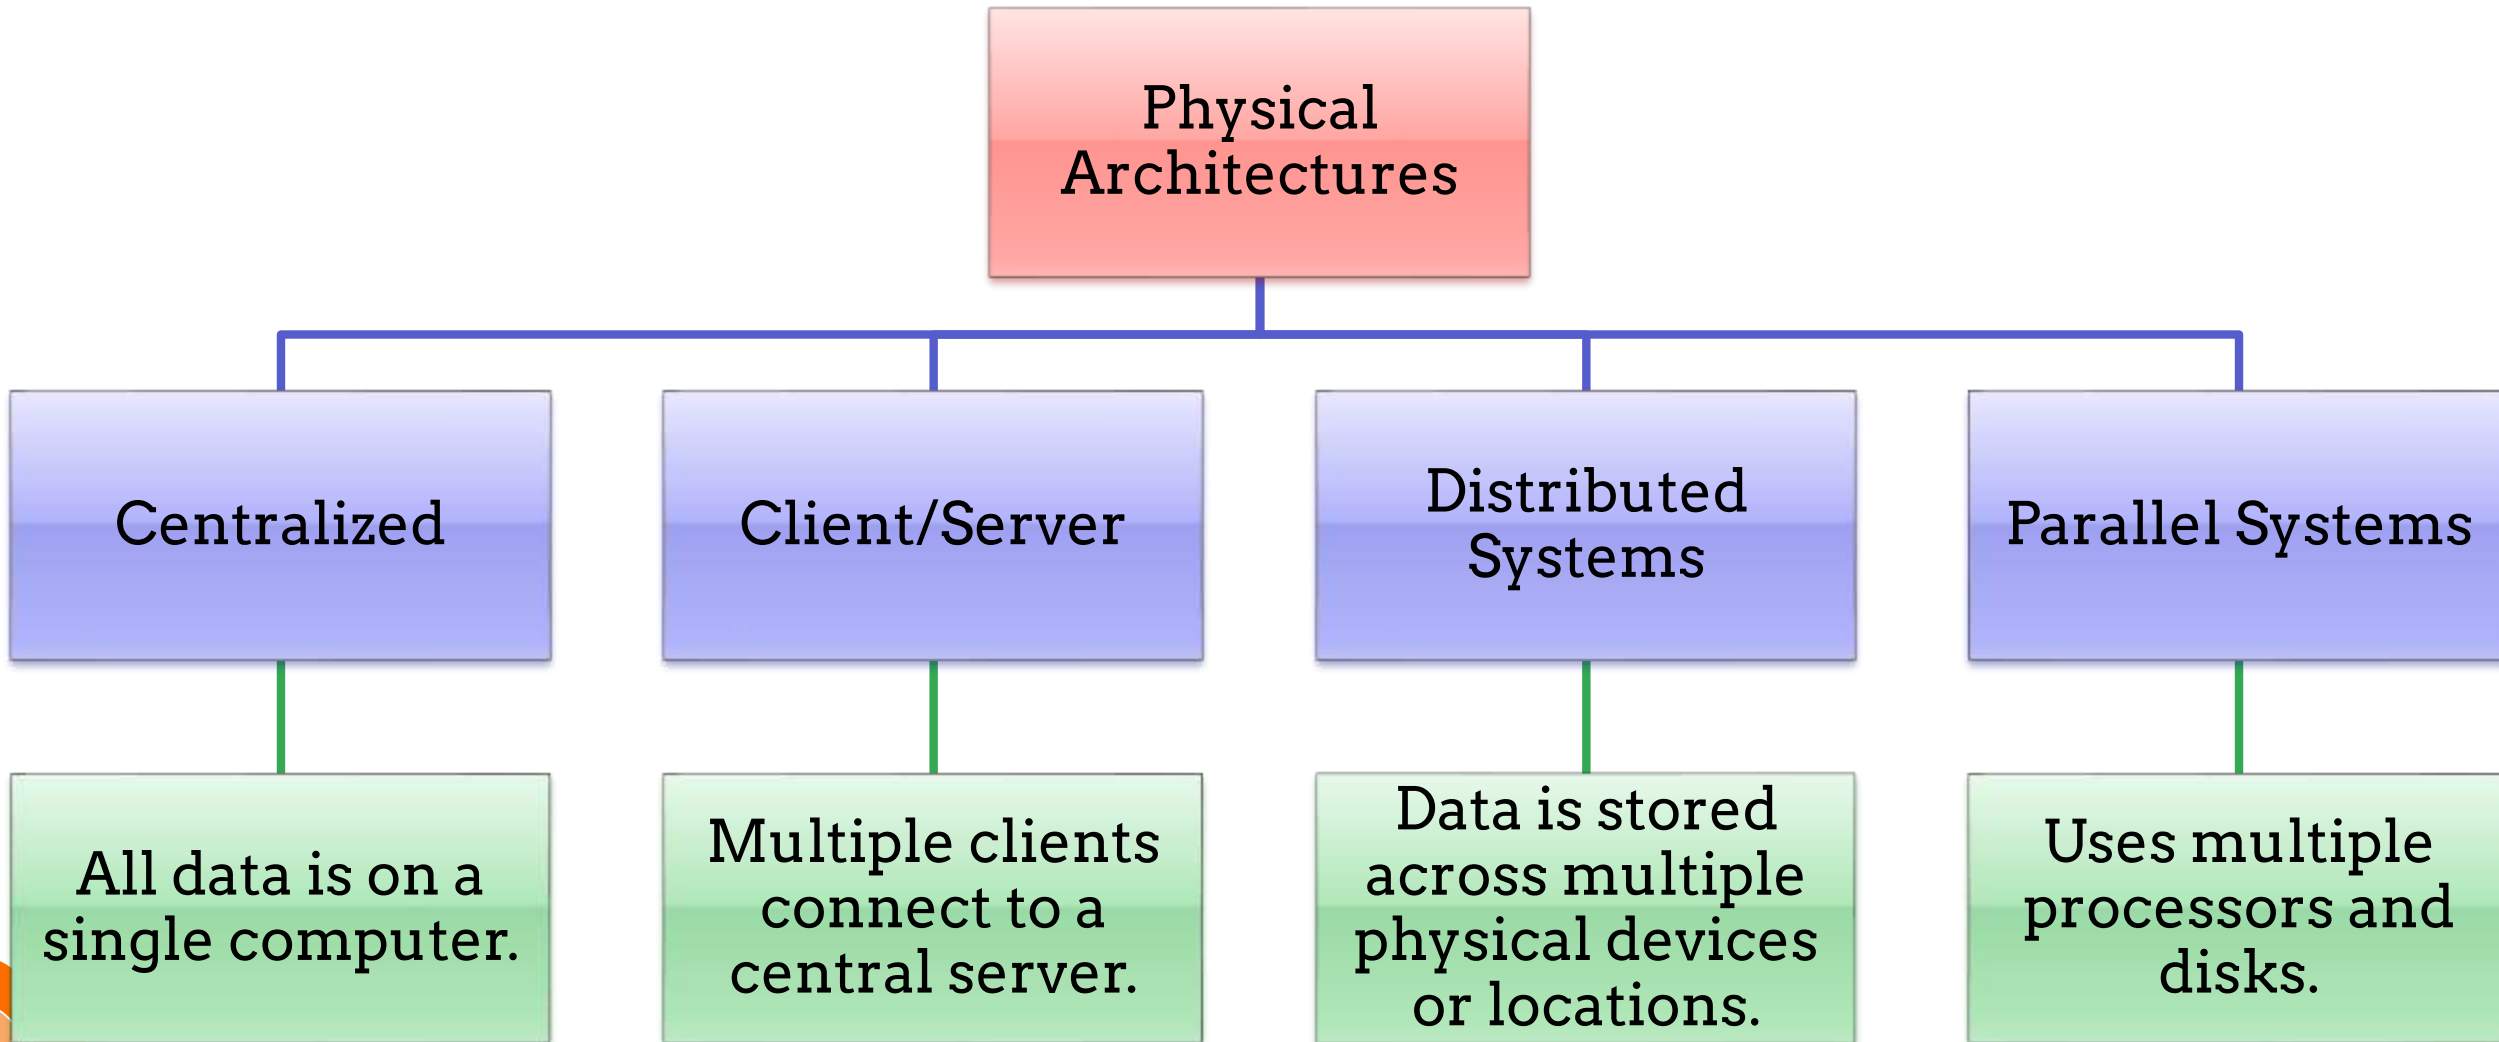 Physical
Architectures
Centralized
Client/Server
Distributed
Systems
Parallel Systems
All data is on a
single computer.
Multiple clients
connect to a
central server.
Data is stored
across multiple
physical devices
or locations.
Uses multiple
processors and
disks.